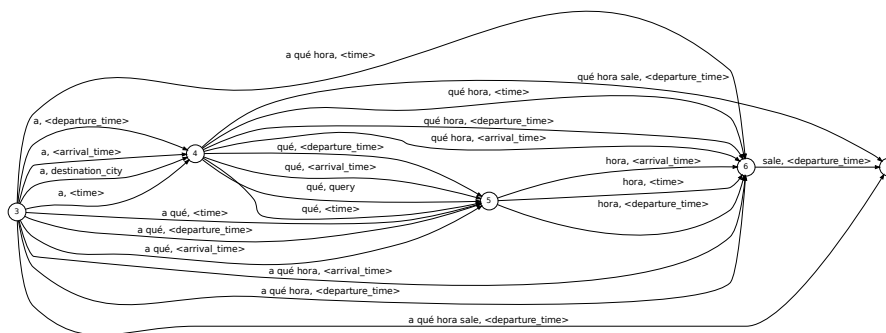 a qué hora, <time>
qué hora sale, <departure_time>
qué hora, <time>
a, <departure_time>
qué hora, <departure_time>
qué hora, <arrival_time>
qué, <departure_time>
a, <arrival_time>
4
hora, <arrival_time>
sale, <departure_time>
6
qué, <arrival_time>
a, destination_city
hora, <time>
qué, query
a, <time>
5
hora, <departure_time>
qué, <time>
3
a qué, <time>
a qué, <departure_time>
a qué, <arrival_time>
a qué hora, <arrival_time>
a qué hora, <departure_time>
a qué hora sale, <departure_time>